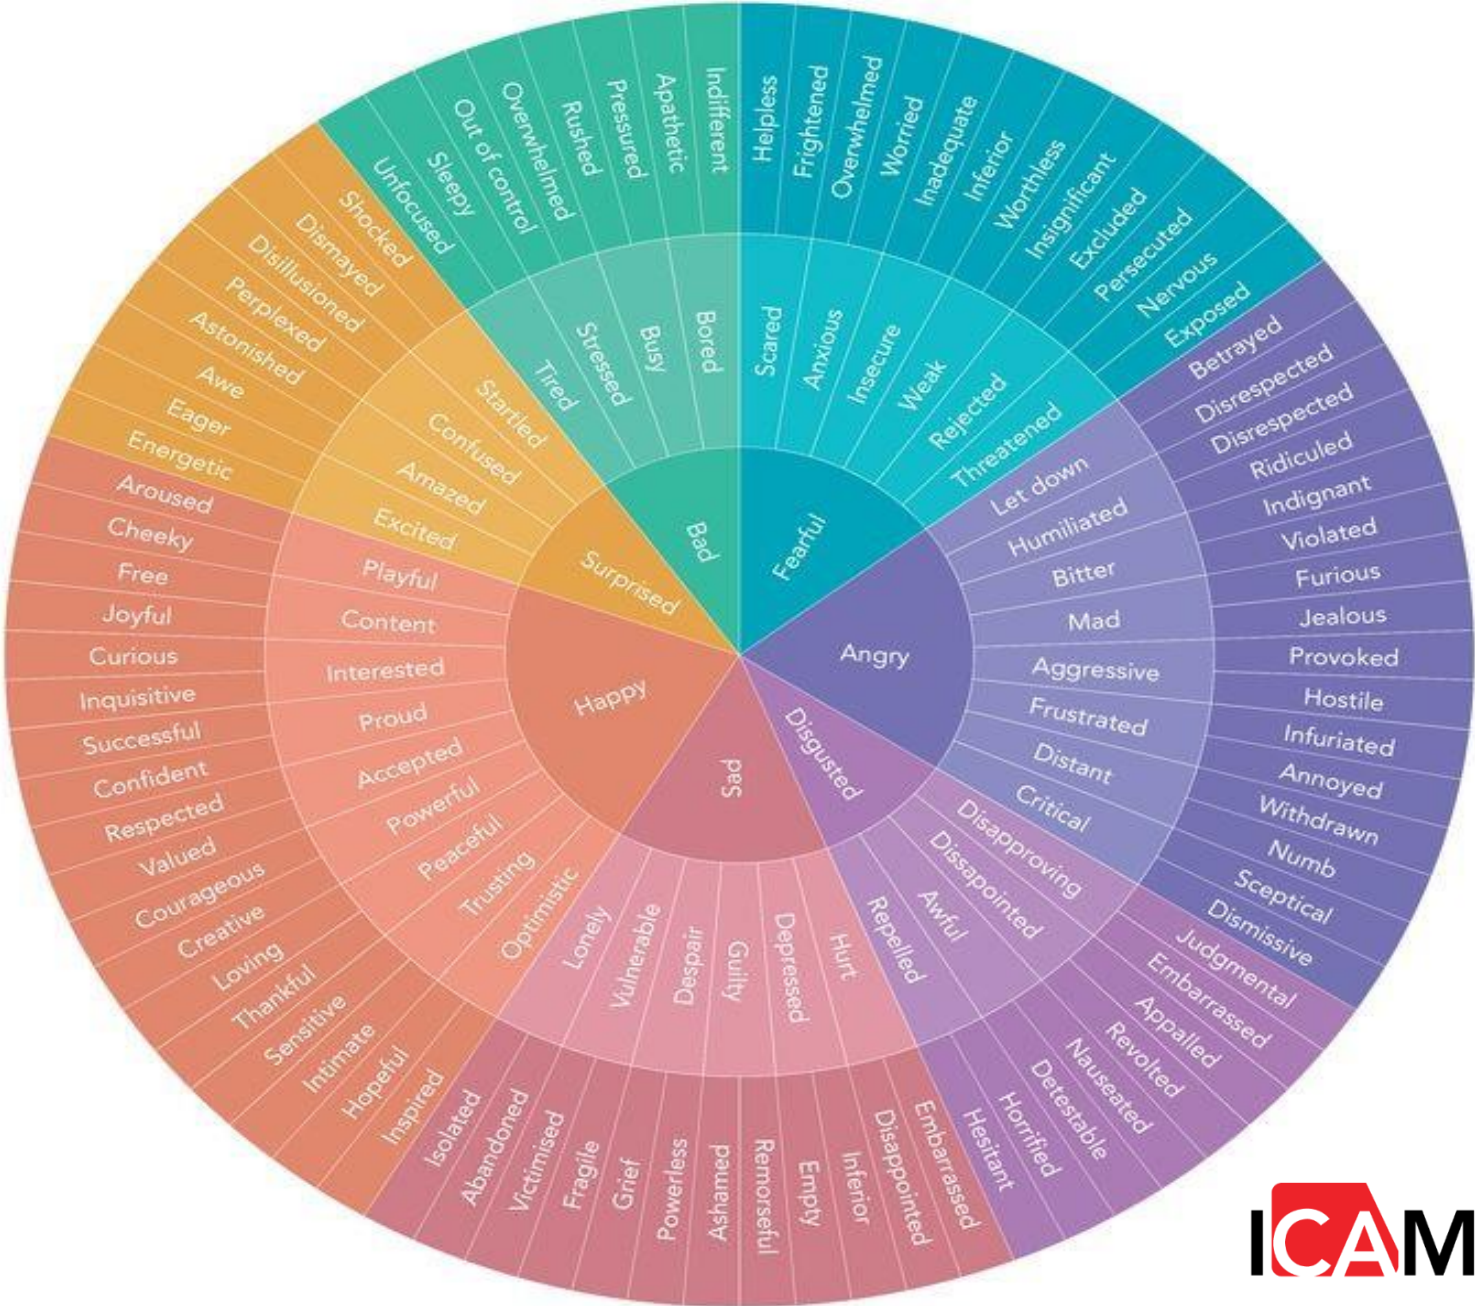 Fearful
Scared
Anxious
Insecure
Weak
Rejected
Threatened
Helpless
Frightened
Overwhelmed
Worried
Inadequate
Inferior
Worthless
Insignificant
Excluded
Persecuted
Nervous
Exposed
Angry
Let down
Humiliated
Bitter
Mad
Aggressive
Frustrated
Distant
Critical
Betrayed
Disrespected
Disrespected
Ridiculed
Indignant
Violated
Furious
Jealous
Provoked
Hostile
Infuriated
Annoyed
Withdrawn
Numb
Sceptical
Dismissive
Disgusted
Disapproving
Dissapointed
Awful
Repelled
Judgmental
Embarrassed
Appalled
Revolted
Nauseated
Detestable
Horrified
Hesitant
Sad
Hurt
Depressed
Guilty
Despair
Vulnerable
Lonely
Embarrassed
Disappointed
Inferior
Empty
Remorseful
Ashamed
Powerless
Grief
Fragile
Victimised
Abandoned
Isolated
Happy
Optimistic
Trusting
Peaceful
Powerful
Accepted
Proud
Interested
Content
Playful
Inspired
Hopeful
Intimate
Sensitive
Thankful
Loving
Creative
Courageous
Valued
Respected
Confident
Successful
Inquisitive
Curious
Joyful
Free
Cheeky
Aroused
Surprised
Excited
Amazed
Confused
Startled
Energetic
Eager
Awe
Astonished
Perplexed
Disillusioned
Dismayed
Shocked
Bad
Tired
Stressed
Busy
Bored
Unfocused
Sleepy
Out of control
Overwhelmed
Rushed
Pressured
Apathetic
Indifferent
ICAM